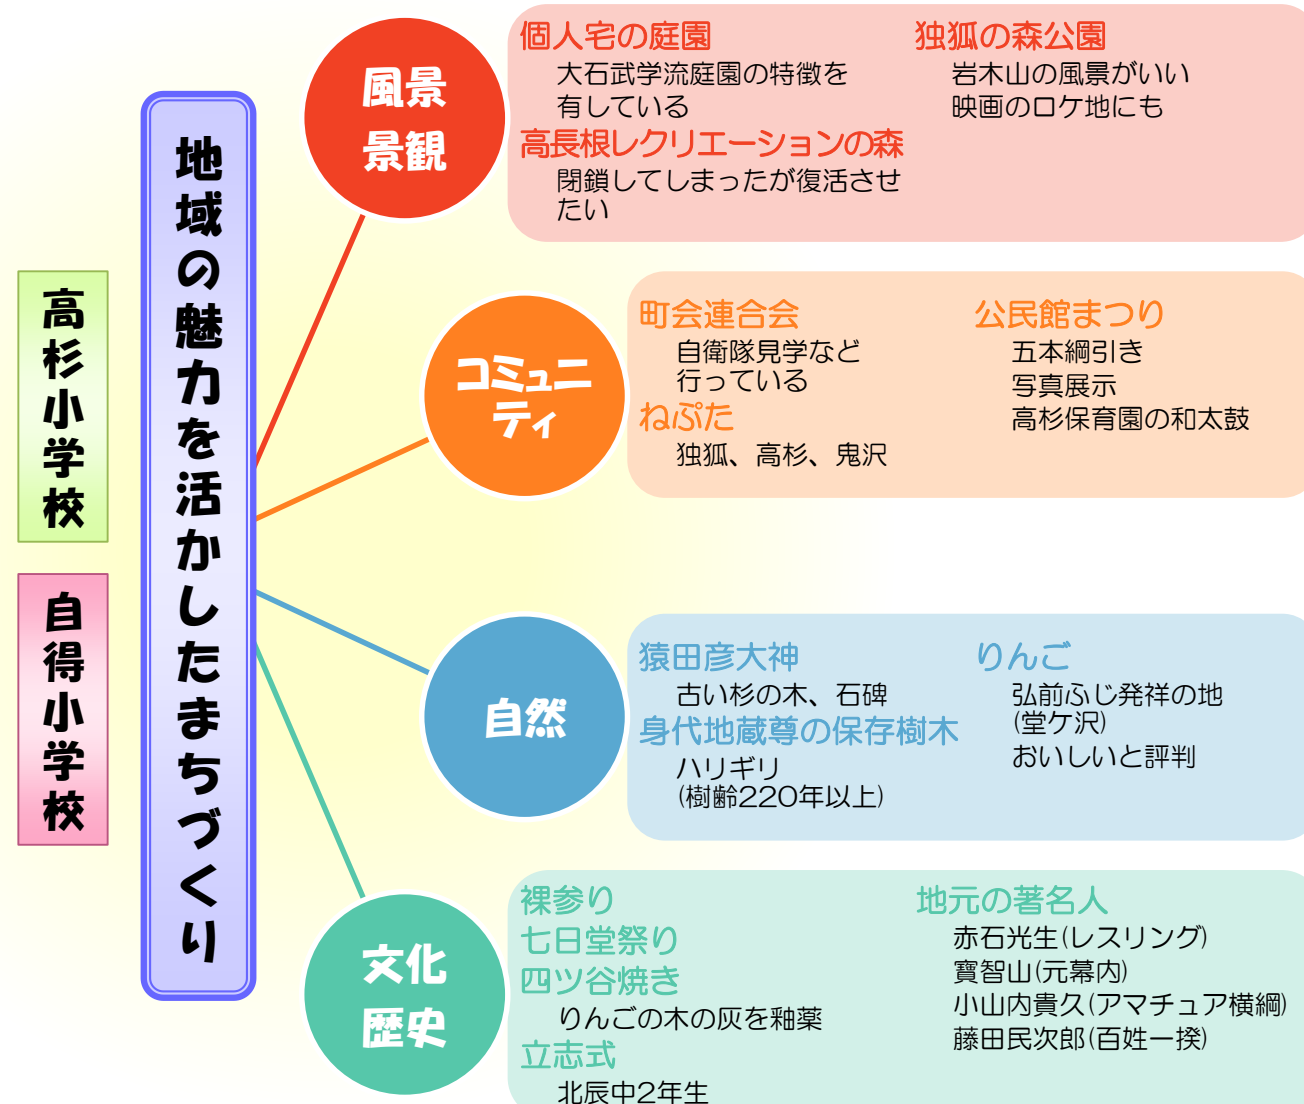 高杉小学校
自得小学校
地域の魅力を活かしたまちづくり
風景
景観
個人宅の庭園
大石武学流庭園の特徴を
有している
高長根レクリエーションの森
閉鎖してしまったが復活させ
たい
独狐の森公園
岩木山の風景がいい
映画のロケ地にも
コミュニ
ティ
町会連合会
自衛隊見学など
行っている
ねぷた
独狐、高杉、鬼沢
公民館まつり
五本綱引き
写真展示
高杉保育園の和太鼓
自然
猿田彦大神
古い杉の木、石碑
身代地蔵尊の保存樹木
ハリギリ
(樹齢220年以上)
りんご
弘前ふじ発祥の地
(堂ケ沢)
おいしいと評判
文化
歴史
裸参り
七日堂祭り
四ツ谷焼き
りんごの木の灰を釉薬
立志式
北辰中2年生
地元の著名人
赤石光生(レスリング)
寶智山(元幕内)
小山内貴久(アマチュア横綱)
藤田民次郎(百姓一揆)